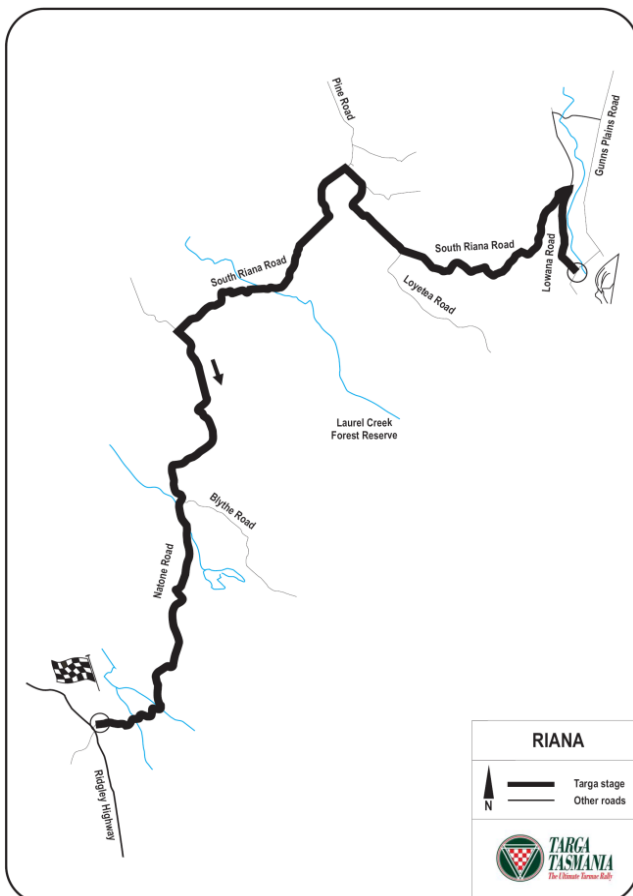 Pine Road
Gunns Plains Road
South Riana Road
South Riana Road
Lowana Road
Loyetea Road
Laurel Creek
Forest Reserve
Blythe Road
Natone Road
Ridgley Highway
RIANA
N
Targa stage
Other roads
TARGA
TASMANIA
The Ultimate Tarmac Rally